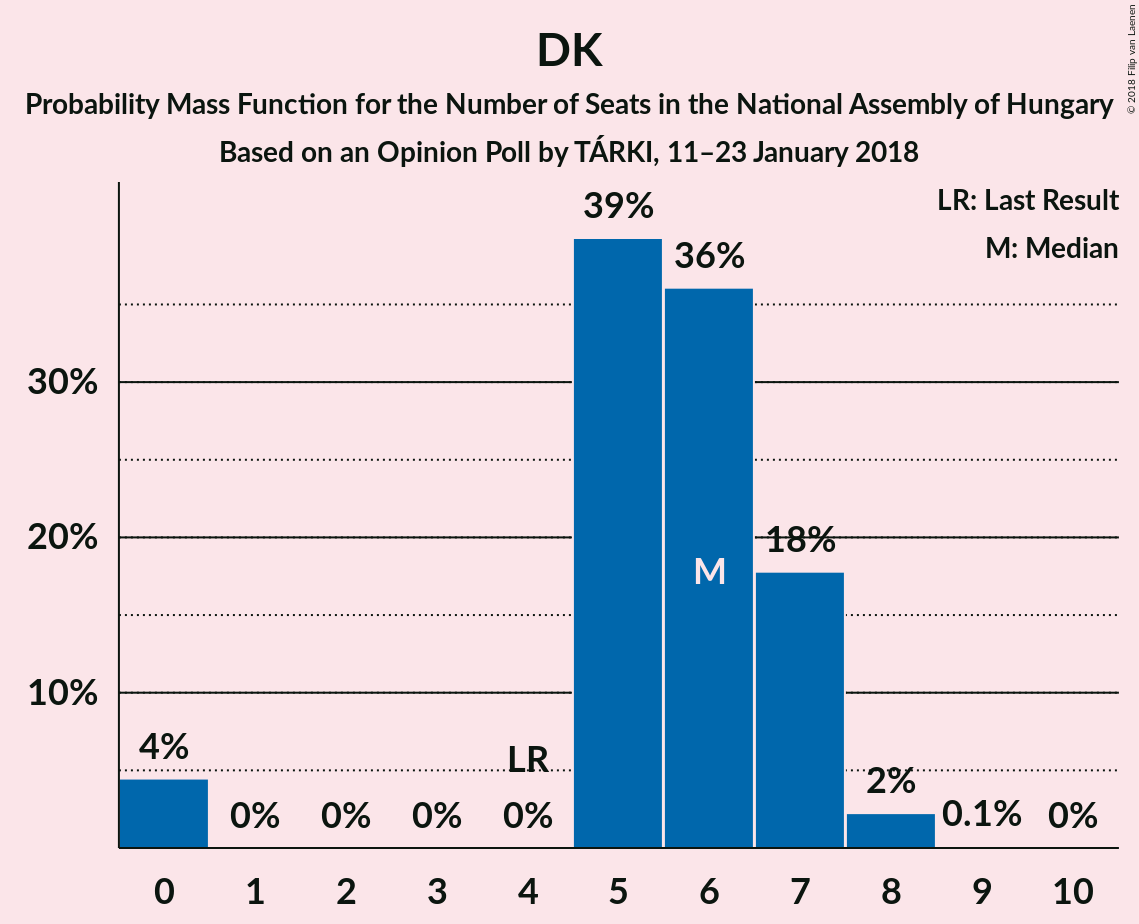 DK
Probability Mass Function for the Number of Seats in the National Assembly of Hungary
Based on an Opinion Poll by TÁRKI, 11–23 January 2018
© 2018 Filip van Laenen
LR: Last Result
M: Median
39%
36%
30%
20%
18%
M
10%
4%
LR
2%
0%
0%
0%
0%
0.1%
0%
0 1 2 3 4 5 6 7 8 9 10